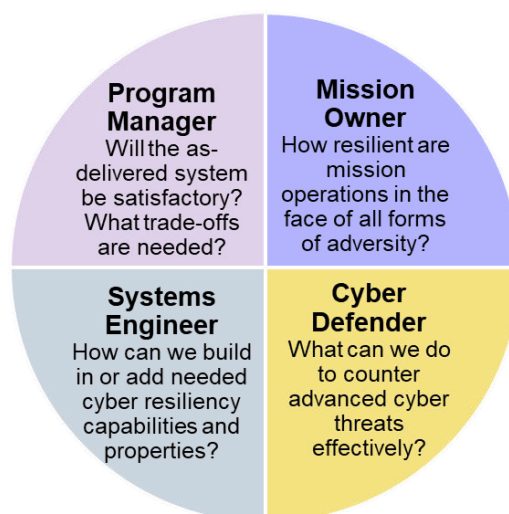 Program
Manager
Will the as-
delivered system
be satisfactory?
What trade-offs
are needed?
Mission
Owner
How resilient are
mission
operations in the
face of all forms
of adversity?
Systems
Engineer
How can we build
in or add needed
cyber resiliency
capabilities and
properties?
Cyber
Defender
What can we do
to counter
advanced cyber
threats
effectively?